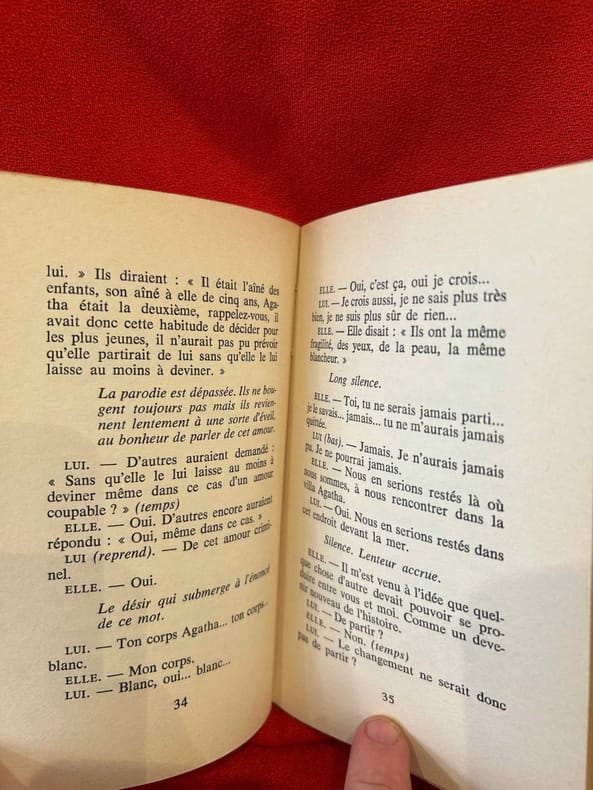 lui. » Ils diraient : « Il était l'aîné des
enfants, son aîné à elle de cinq ans, Aga-
tha était la deuxième, rappelez-vous, il
avait donc cette habitude de décider pour
les plus jeunes, il n'aurait pas pu prévoir
qu'elle partirait de lui sans qu'elle le lui
laisse au moins à deviner. »
La parodie est dépassée. Ils ne bou-
gent toujours pas mais ils revien-
nent lentement à une sorte d'éveil,
au bonheur de parler de cet amour.
LUI. — D'autres auraient demandé :
« Sans qu'elle le lui laisse au moins à
deviner même dans ce cas d'un amour
coupable ? » (temps)
ELLE. — Oui. D'autres encore auraient
répondu : « Oui, même dans ce cas. »
LUI (reprend). — De cet amour crimi-
nel.
ELLE. — Oui.
Le désir qui submerge à l'énoncé
de ce mot.
LUI. — Ton corps Agatha... ton corps...
blanc.
ELLE. — Mon corps.
LUI. — Blanc, oui... blanc...
34
ELLE. — Oui, c'est ça, oui je crois...
LUI. — Je crois aussi, je ne sais plus très
bien, je ne suis plus sûr de rien...
ELLE. — Elle disait : « Ils ont la même
fragilité, des yeux, de la peau, la même
blancheur. »
Long silence.
ELLE. — Toi, tu ne serais jamais parti...
je le savais... jamais... tu ne m'aurais jamais
quittée.
LUI (bas). — Jamais. Je n'aurais jamais
pu. Je ne pourrai jamais.
ELLE. — Nous en serions restés là où
nous sommes, à nous rencontrer dans la
villa Agatha.
LUI. — Oui. Nous en serions restés dans
cet endroit devant la mer.
Silence. Lenteur accrue.
ELLE. — Il m'est venu à l'idée que quel-
que chose d'autre devait pouvoir se pro-
duire entre vous et moi. Comme un deve-
nir nouveau de l'histoire.
LUI. — De partir ?
ELLE. — Non. (temps)
LUI. — Le changement ne serait donc
pas de partir ?
35